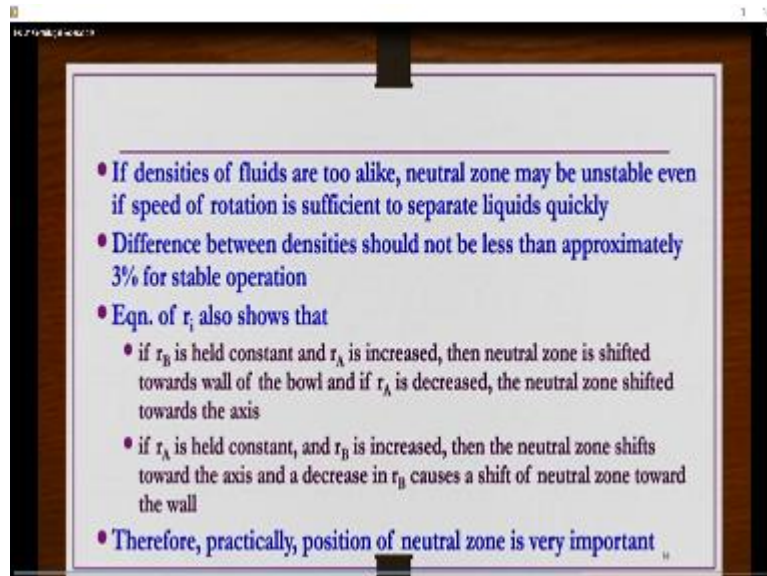 • If densities of fluids are too alike, neutral zone may be unstable even
if speed of rotation is sufficient to separate liquids quickly
• Difference between densities should not be less than approximately
3% for stable operation
• Eqn. of rᵢ also shows that
• if r_B is held constant and r_A is increased, then neutral zone is shifted
towards wall of the bowl and if r_A is decreased, the neutral zone shifted
towards the axis
• if r_A is held constant, and r_B is increased, then the neutral zone shifts
toward the axis and a decrease in r_B causes a shift of neutral zone toward
the wall
• Therefore, practically, position of neutral zone is very important